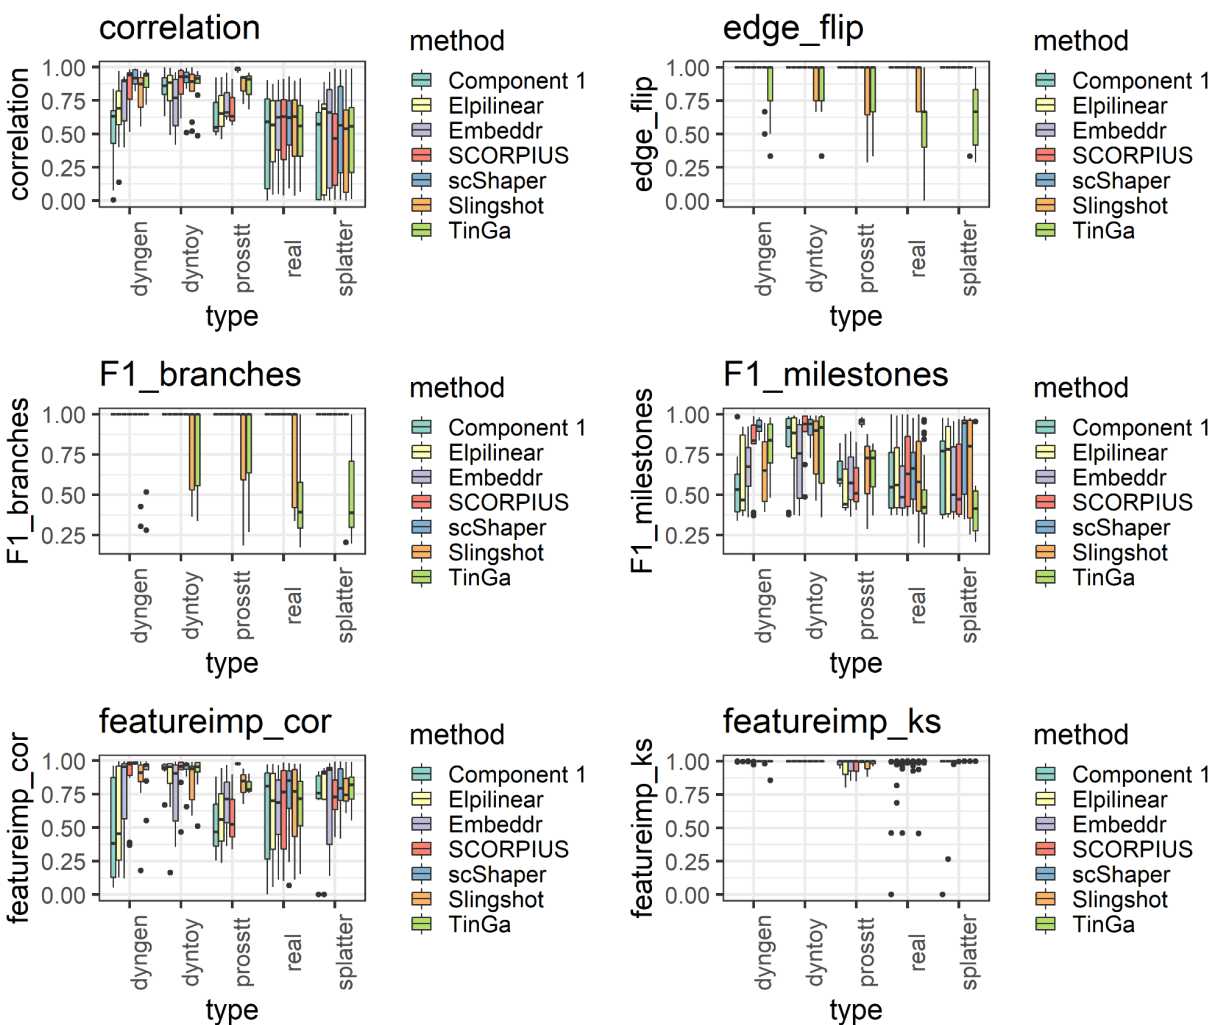 correlation
correlation
1.00
0.75
0.50
0.25
0.00
dyngen
dyntoy
prosstt
real
splatter
type
method
Component 1
Elpilinear
Embeddr
SCORPIUS
scShaper
Slingshot
TinGa
edge_flip
edge_flip
1.00
0.75
0.50
0.25
0.00
dyngen
dyntoy
prosstt
real
splatter
type
method
Component 1
Elpilinear
Embeddr
SCORPIUS
scShaper
Slingshot
TinGa
F1_branches
F1_branches
1.00
0.75
0.50
0.25
dyngen
dyntoy
prosstt
real
splatter
type
method
Component 1
Elpilinear
Embeddr
SCORPIUS
scShaper
Slingshot
TinGa
F1_milestones
F1_milestones
1.00
0.75
0.50
0.25
dyngen
dyntoy
prosstt
real
splatter
type
method
Component 1
Elpilinear
Embeddr
SCORPIUS
scShaper
Slingshot
TinGa
featureimp_cor
featureimp_cor
1.00
0.75
0.50
0.25
0.00
dyngen
dyntoy
prosstt
real
splatter
type
method
Component 1
Elpilinear
Embeddr
SCORPIUS
scShaper
Slingshot
TinGa
featureimp_ks
featureimp_ks
1.00
0.75
0.50
0.25
0.00
dyngen
dyntoy
prosstt
real
splatter
type
method
Component 1
Elpilinear
Embeddr
SCORPIUS
scShaper
Slingshot
TinGa